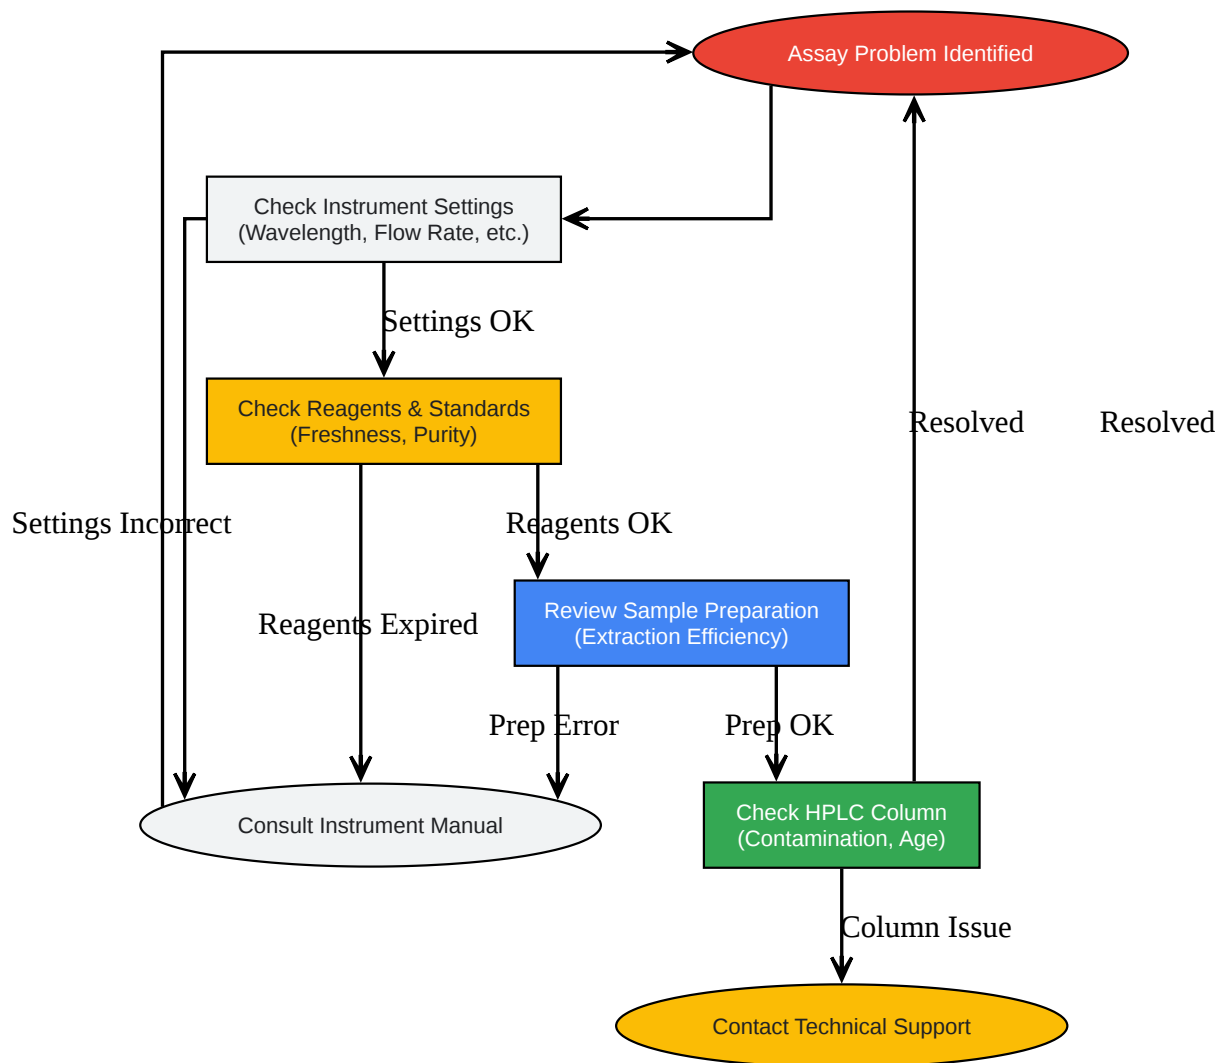 Assay Problem Identified
Check Instrument Settings
(Wavelength, Flow Rate, etc.)
Settings OK
Check Reagents & Standards
(Freshness, Purity)
Resolved
Resolved
Settings Incorrect
Reagents OK
Reagents Expired
Review Sample Preparation
(Extraction Efficiency)
Prep Error
Prep OK
Consult Instrument Manual
Check HPLC Column
(Contamination, Age)
Column Issue
Contact Technical Support